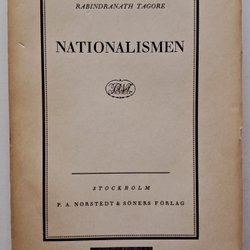 RABINDRANATH TAGORE
NATIONALISMEN
STOCKHOLM
P. A. NORSTEDT & SÖNERS FÖRLAG